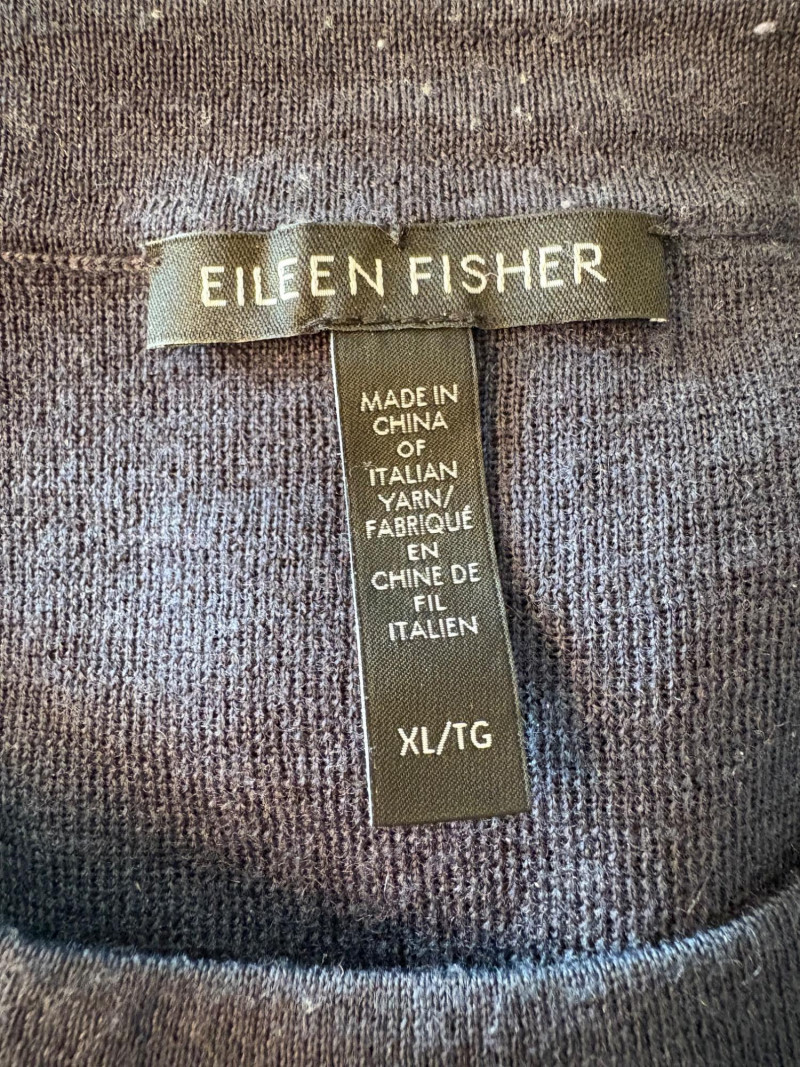 EILEEN FISHER
MADE IN
CHINA
OF
ITALIAN
YARN/
FABRIQUÉ
EN
CHINE DE
FIL
ITALIEN
XL/TG